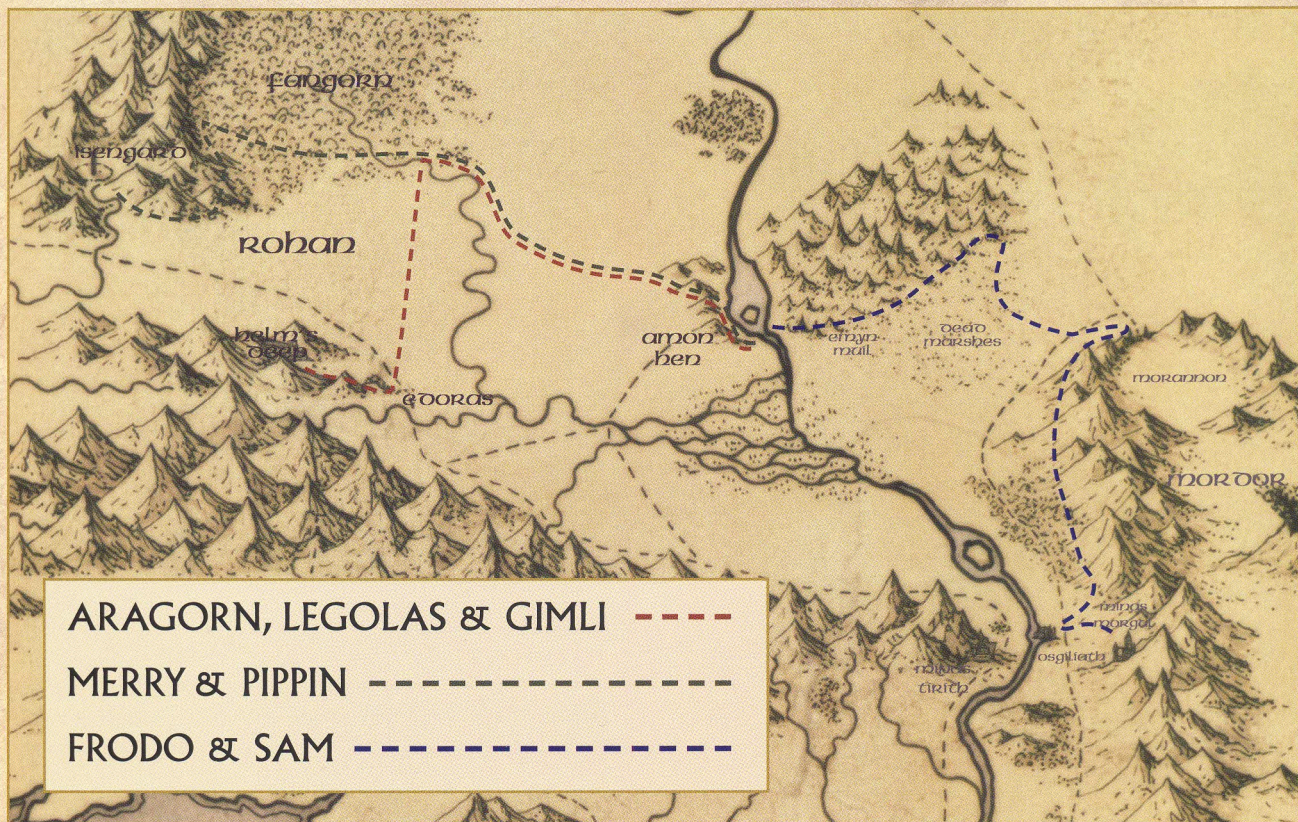 fangorn
isengard
Rohan
helm's
deep
edoras
amon
hen
emyn
muil
dead
marshes
morannon
mordor
minas
morgul
osgiliath
minas
tirith
ARAGORN, LEGOLAS & GIMLI
MERRY & PIPPIN
FRODO & SAM